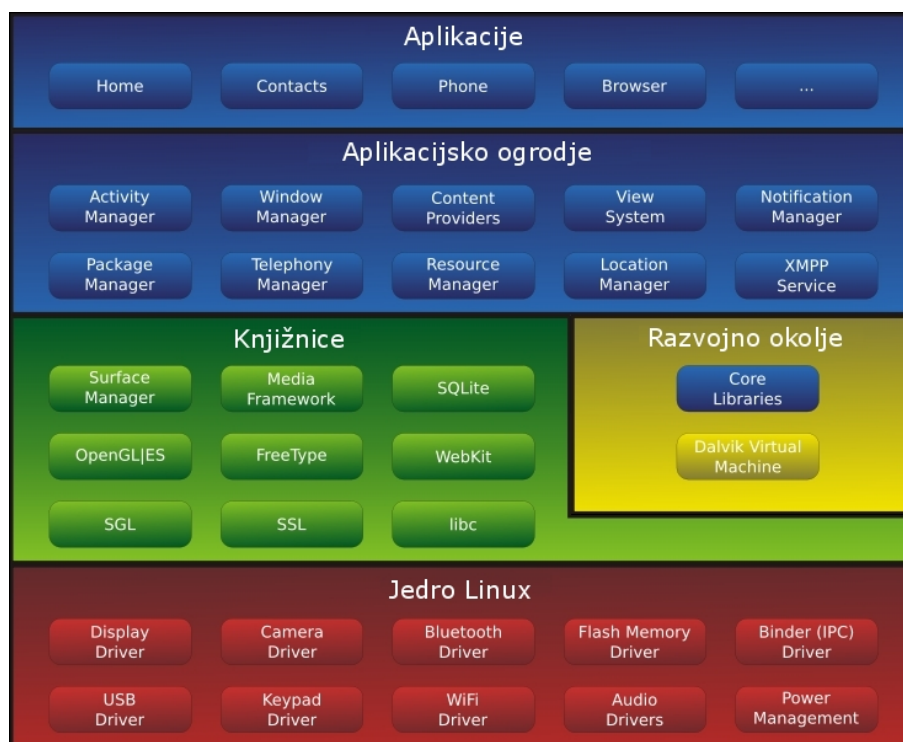 Aplikacije
Home
Contacts
Phone
Browser
...
Aplikacijsko ogrodje
Activity
Manager
Window
Manager
Content
Providers
View
System
Notification
Manager
Package
Manager
Telephony
Manager
Resource
Manager
Location
Manager
XMPP
Service
Knjižnice
Surface
Manager
Media
Framework
SQLite
OpenGL|ES
FreeType
WebKit
SGL
SSL
libc
Razvojno okolje
Core
Libraries
Dalvik Virtual
Machine
Jedro Linux
Display
Driver
Camera
Driver
Bluetooth
Driver
Flash Memory
Driver
Binder (IPC)
Driver
USB
Driver
Keypad
Driver
WiFi
Driver
Audio
Drivers
Power
Management